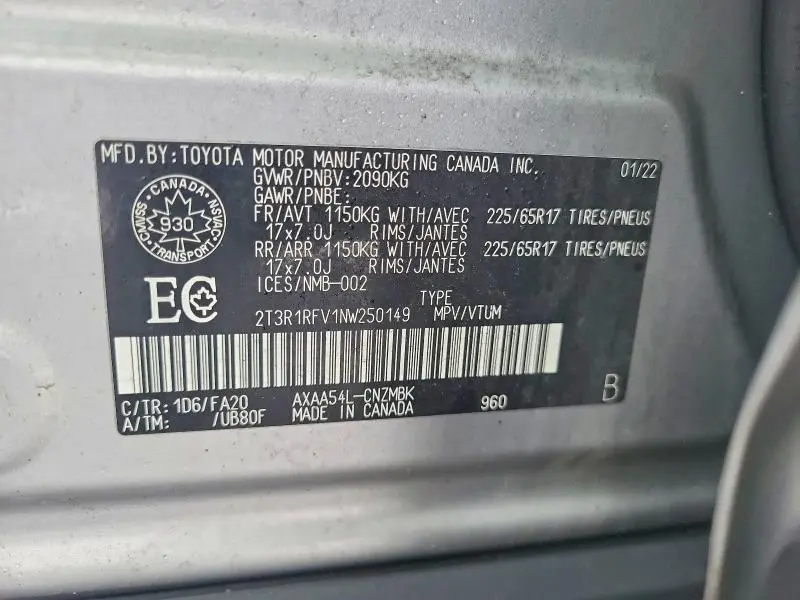 MFD.BY:TOYOTA MOTOR MANUFACTURING CANADA INC. 01/22
GVWR/PNBV:2090KG
GAWR/PNBE:
FR/AVT 1150KG WITH/AVEC 225/65R17 TIRES/PNEUS
17x7.0J RIMS/JANTES
RR/ARR 1150KG WITH/AVEC 225/65R17 TIRES/PNEUS
17x7.0J RIMS/JANTES
ICES/NMB-002
CANADA
CMVSS 930 NSVAC
TRANSPORT
EC
TYPE
2T3R1RFV1NW250149 MPV/VTUM
C/TR: 1D6/FA20 AXAA54L-CNZMBK 960 B
A/TM: /UB80F MADE IN CANADA